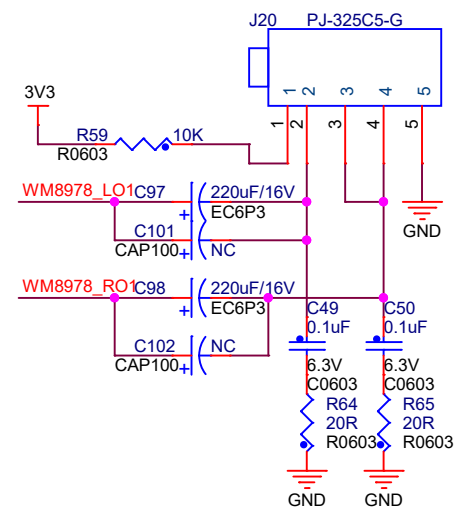 J20 PJ-325C5-G
1 2 3 4 5
1 2 3 4 5
3V3
R59 10K
R0603
WM8978_LO1 C97 220uF/16V
EC6P3
C101 NC
CAP100
GND
WM8978_RO1 C98 220uF/16V
EC6P3
C102 NC
CAP100
C49 C50
0.1uF 0.1uF
6.3V 6.3V
C0603 C0603
R64 R65
20R 20R
R0603 R0603
GND GND